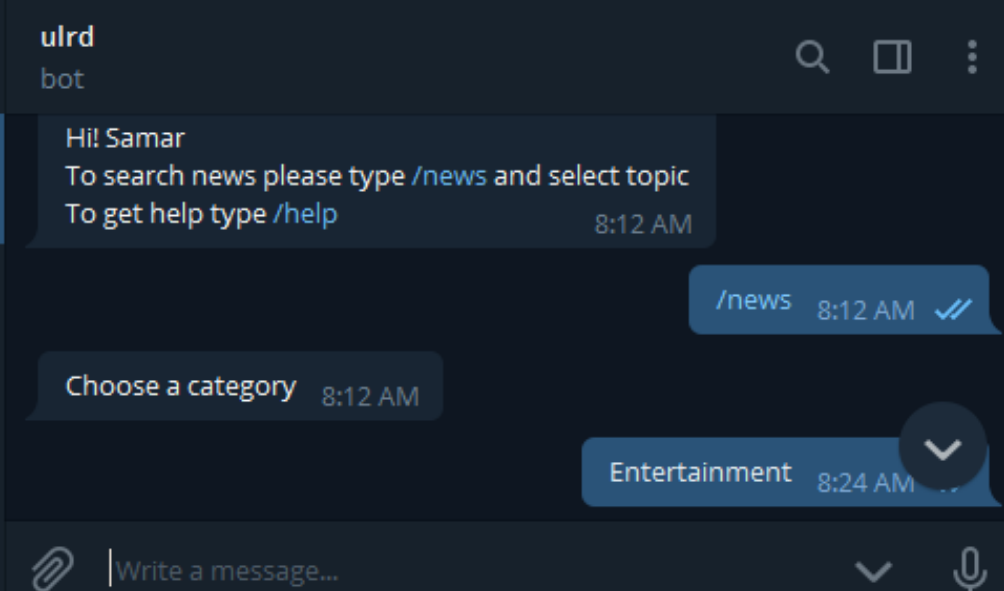 ulrd
bot
Hi! Samar
To search news please type /news and select topic
To get help type /help
8:12 AM
/news 8:12 AM
Choose a category 8:12 AM
Entertainment 8:24 AM
Write a message...